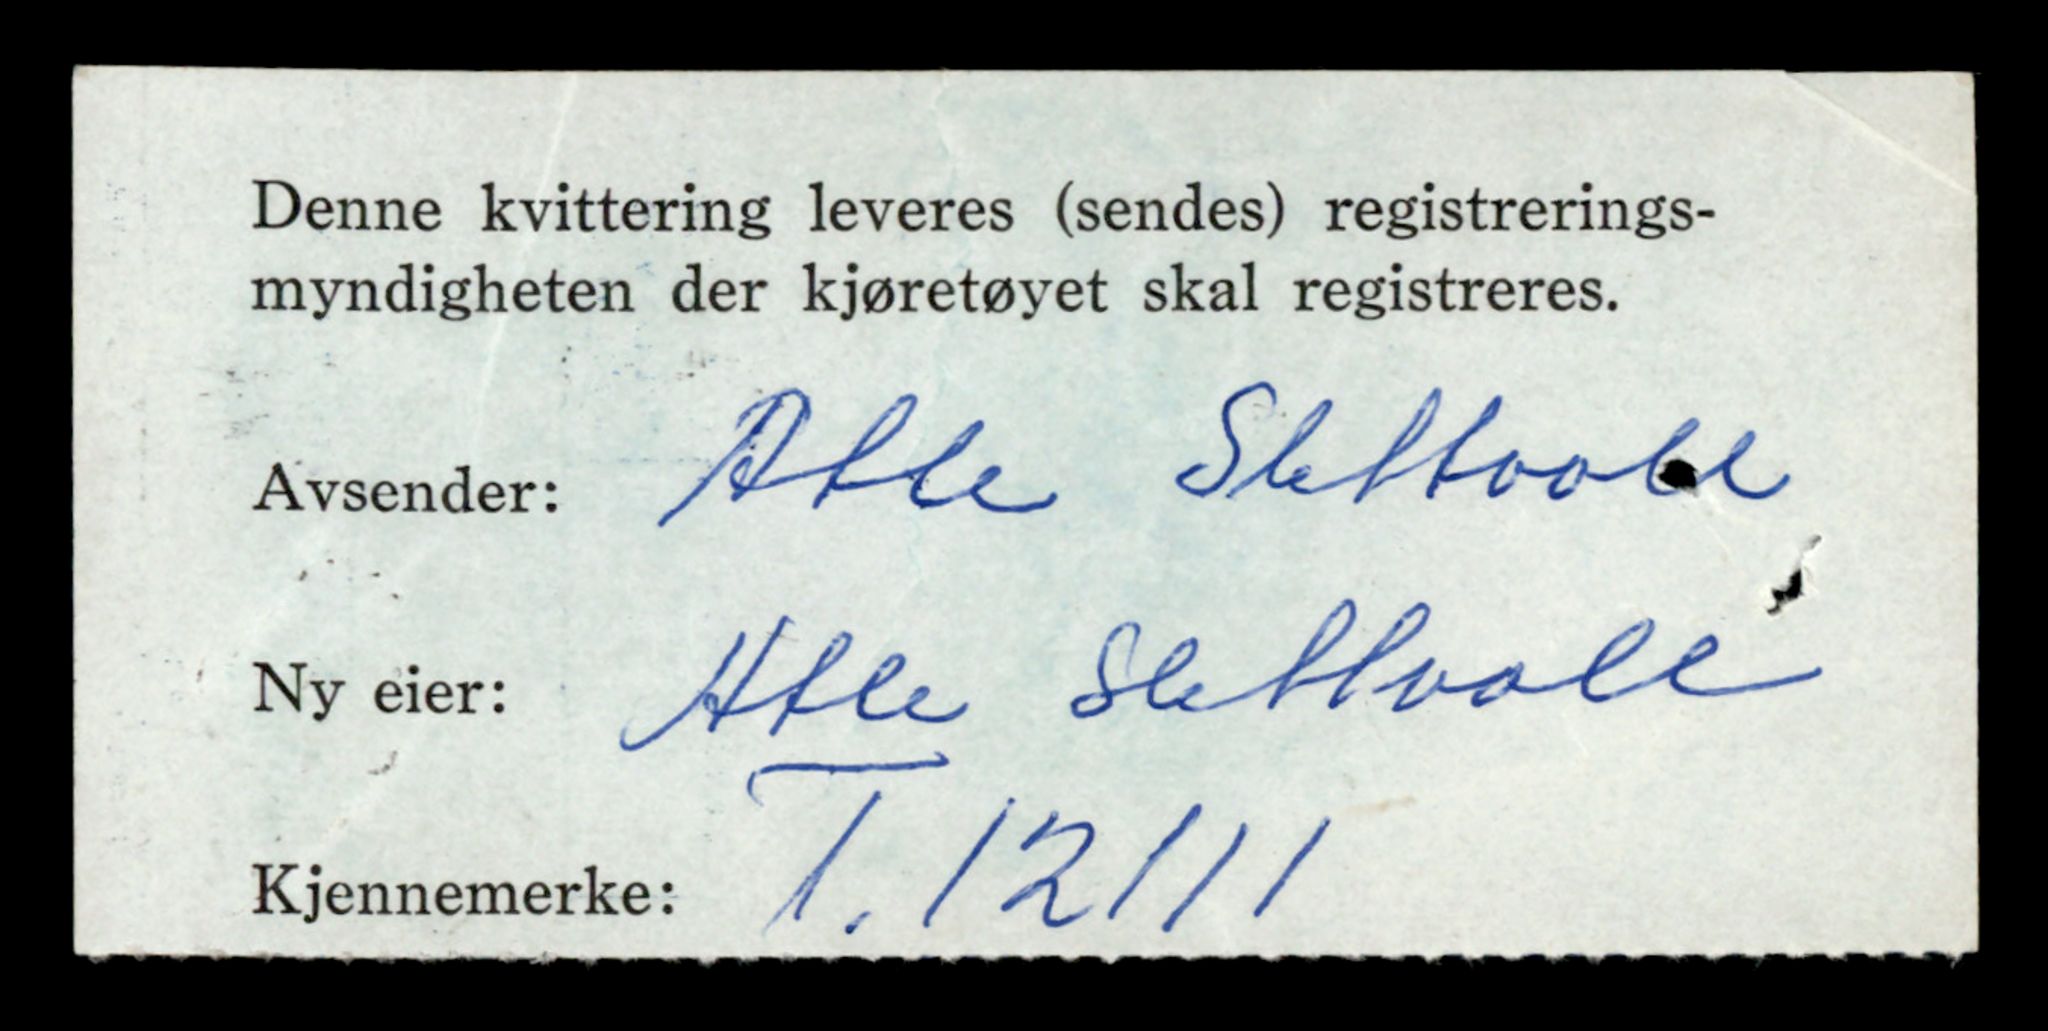 Denne kvittering leveres (sendes) registrerings-
myndigheten der kjøretøyet skal registreres.
Avsender: Atle Slettvoll
Ny eier: Atle Slettvoll
Kjennemerke: T. 12111